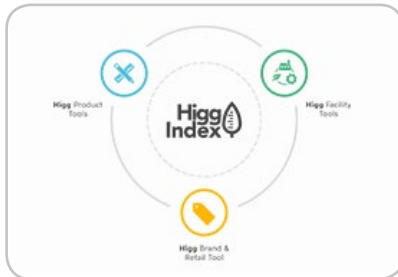 Higg
Index
Higg Product
Tools
Higg Facility
Tools
Higg Brand &
Retail Tool